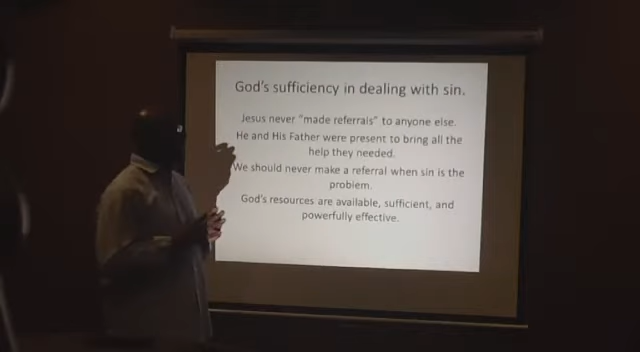 God's sufficiency in dealing with sin.
Jesus never "made referrals" to anyone else.
He and His Father were present to bring all the
help they needed.
We should never make a referral when sin is the
problem.
God's resources are available, sufficient, and
powerfully effective.